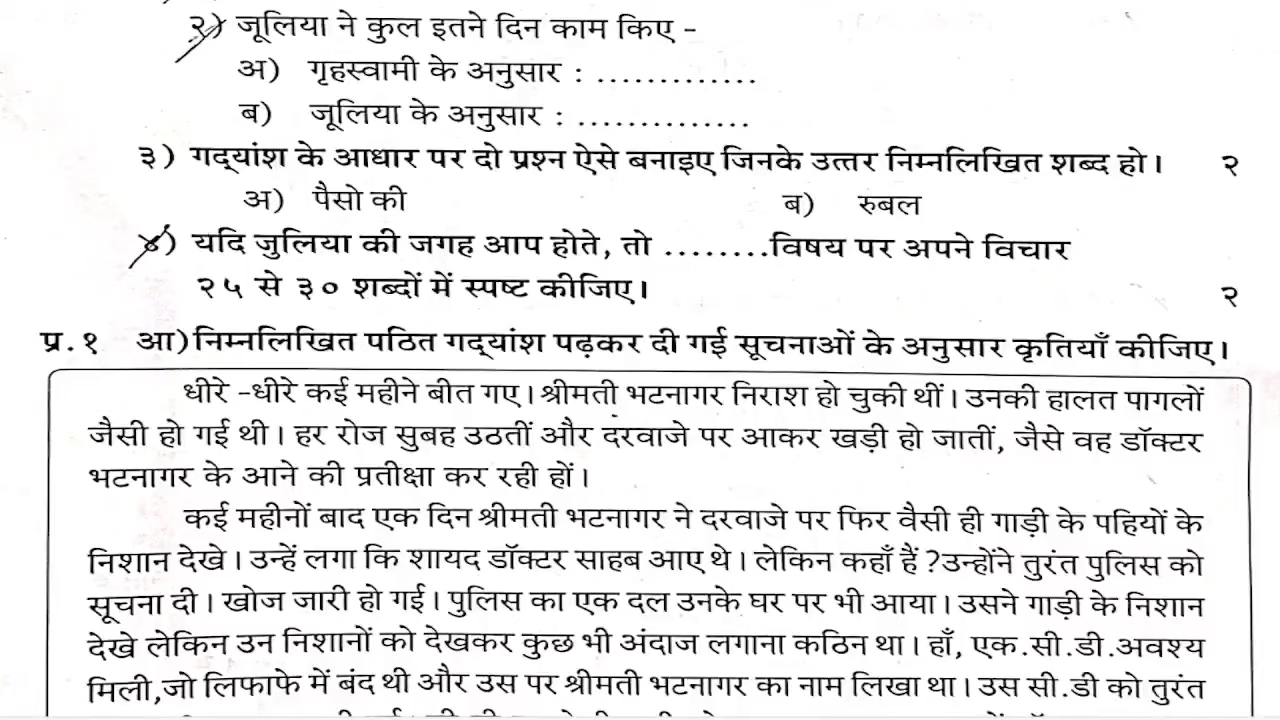 २) जूलिया ने कुल इतने दिन काम किए -
अ) गृहस्वामी के अनुसार : .............
ब) जूलिया के अनुसार : ..............
३) गद्यांश के आधार पर दो प्रश्न ऐसे बनाइए जिनके उत्तर निम्नलिखित शब्द हो। २
अ) पैसो की ब) रुबल
४) यदि जुलिया की जगह आप होते, तो ........विषय पर अपने विचार
२५ से ३० शब्दों में स्पष्ट कीजिए। २
प्र.१ आ)निम्नलिखित पठित गद्यांश पढ़कर दी गई सूचनाओं के अनुसार कृतियाँ कीजिए।
धीरे -धीरे कई महीने बीत गए। श्रीमती भटनागर निराश हो चुकी थीं। उनकी हालत पागलों
जैसी हो गई थी। हर रोज सुबह उठतीं और दरवाजे पर आकर खड़ी हो जातीं, जैसे वह डॉक्टर
भटनागर के आने की प्रतीक्षा कर रही हों।
कई महीनों बाद एक दिन श्रीमती भटनागर ने दरवाजे पर फिर वैसी ही गाड़ी के पहियों के
निशान देखे। उन्हें लगा कि शायद डॉक्टर साहब आए थे। लेकिन कहाँ हैं ?उन्होंने तुरंत पुलिस को
सूचना दी। खोज जारी हो गई। पुलिस का एक दल उनके घर पर भी आया। उसने गाड़ी के निशान
देखे लेकिन उन निशानों को देखकर कुछ भी अंदाज लगाना कठिन था। हाँ, एक.सी.डी.अवश्य
मिली,जो लिफाफे में बंद थी और उस पर श्रीमती भटनागर का नाम लिखा था। उस सी.डी को तुरंत